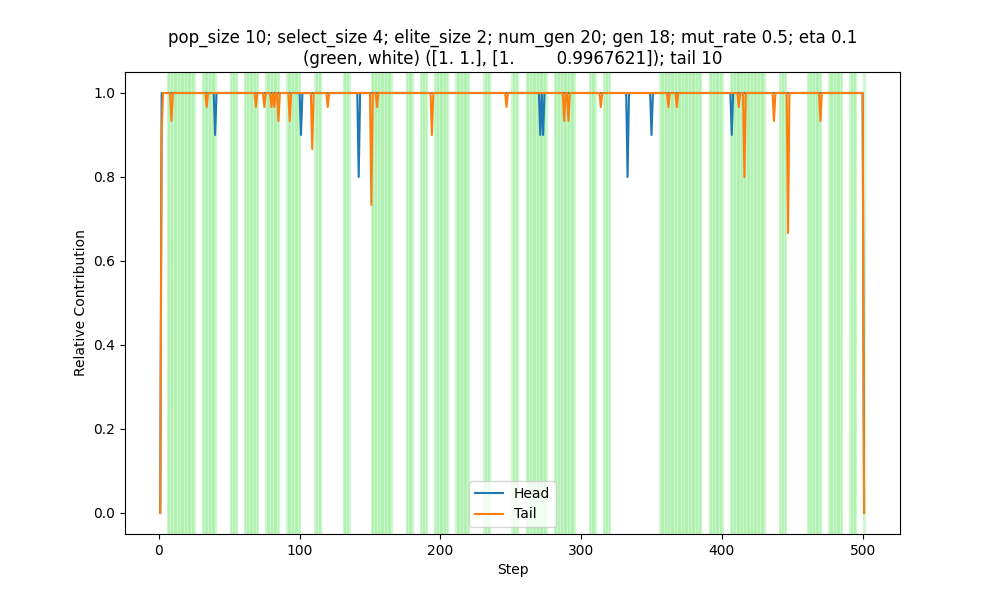 pop_size 10; select_size 4; elite_size 2; num_gen 20; gen 18; mut_rate 0.5; eta 0.1
(green, white) ([1. 1.], [1.        0.9967621]); tail 10
1.0
0.8
0.6
0.4
0.2
0.0
Relative Contribution
Head
Tail
0
100
200
300
400
500
Step